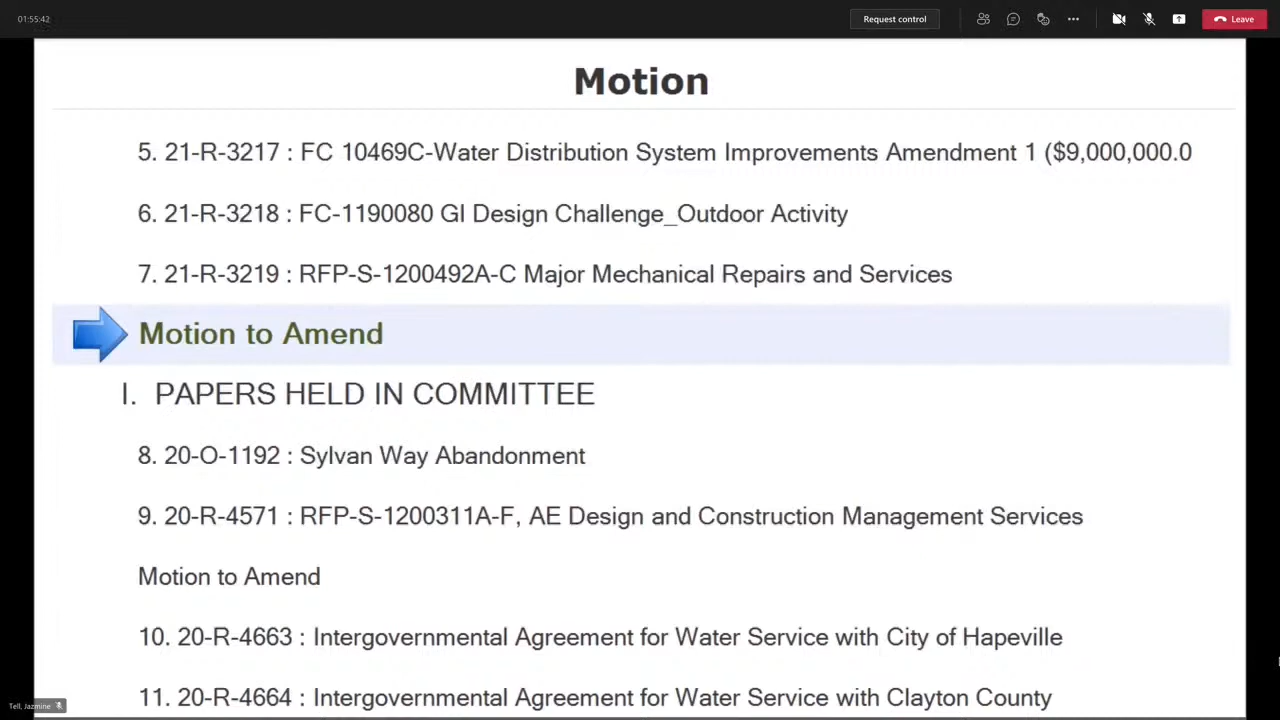 01:55:42
Request control
Leave
Motion
5. 21-R-3217 : FC 10469C-Water Distribution System Improvements Amendment 1 ($9,000,000.0
6. 21-R-3218 : FC-1190080 GI Design Challenge_Outdoor Activity
7. 21-R-3219 : RFP-S-1200492A-C Major Mechanical Repairs and Services
Motion to Amend
I. PAPERS HELD IN COMMITTEE
8. 20-O-1192 : Sylvan Way Abandonment
9. 20-R-4571 : RFP-S-1200311A-F, AE Design and Construction Management Services
Motion to Amend
10. 20-R-4663 : Intergovernmental Agreement for Water Service with City of Hapeville
11. 20-R-4664 : Intergovernmental Agreement for Water Service with Clayton County
Tell, Jazmine